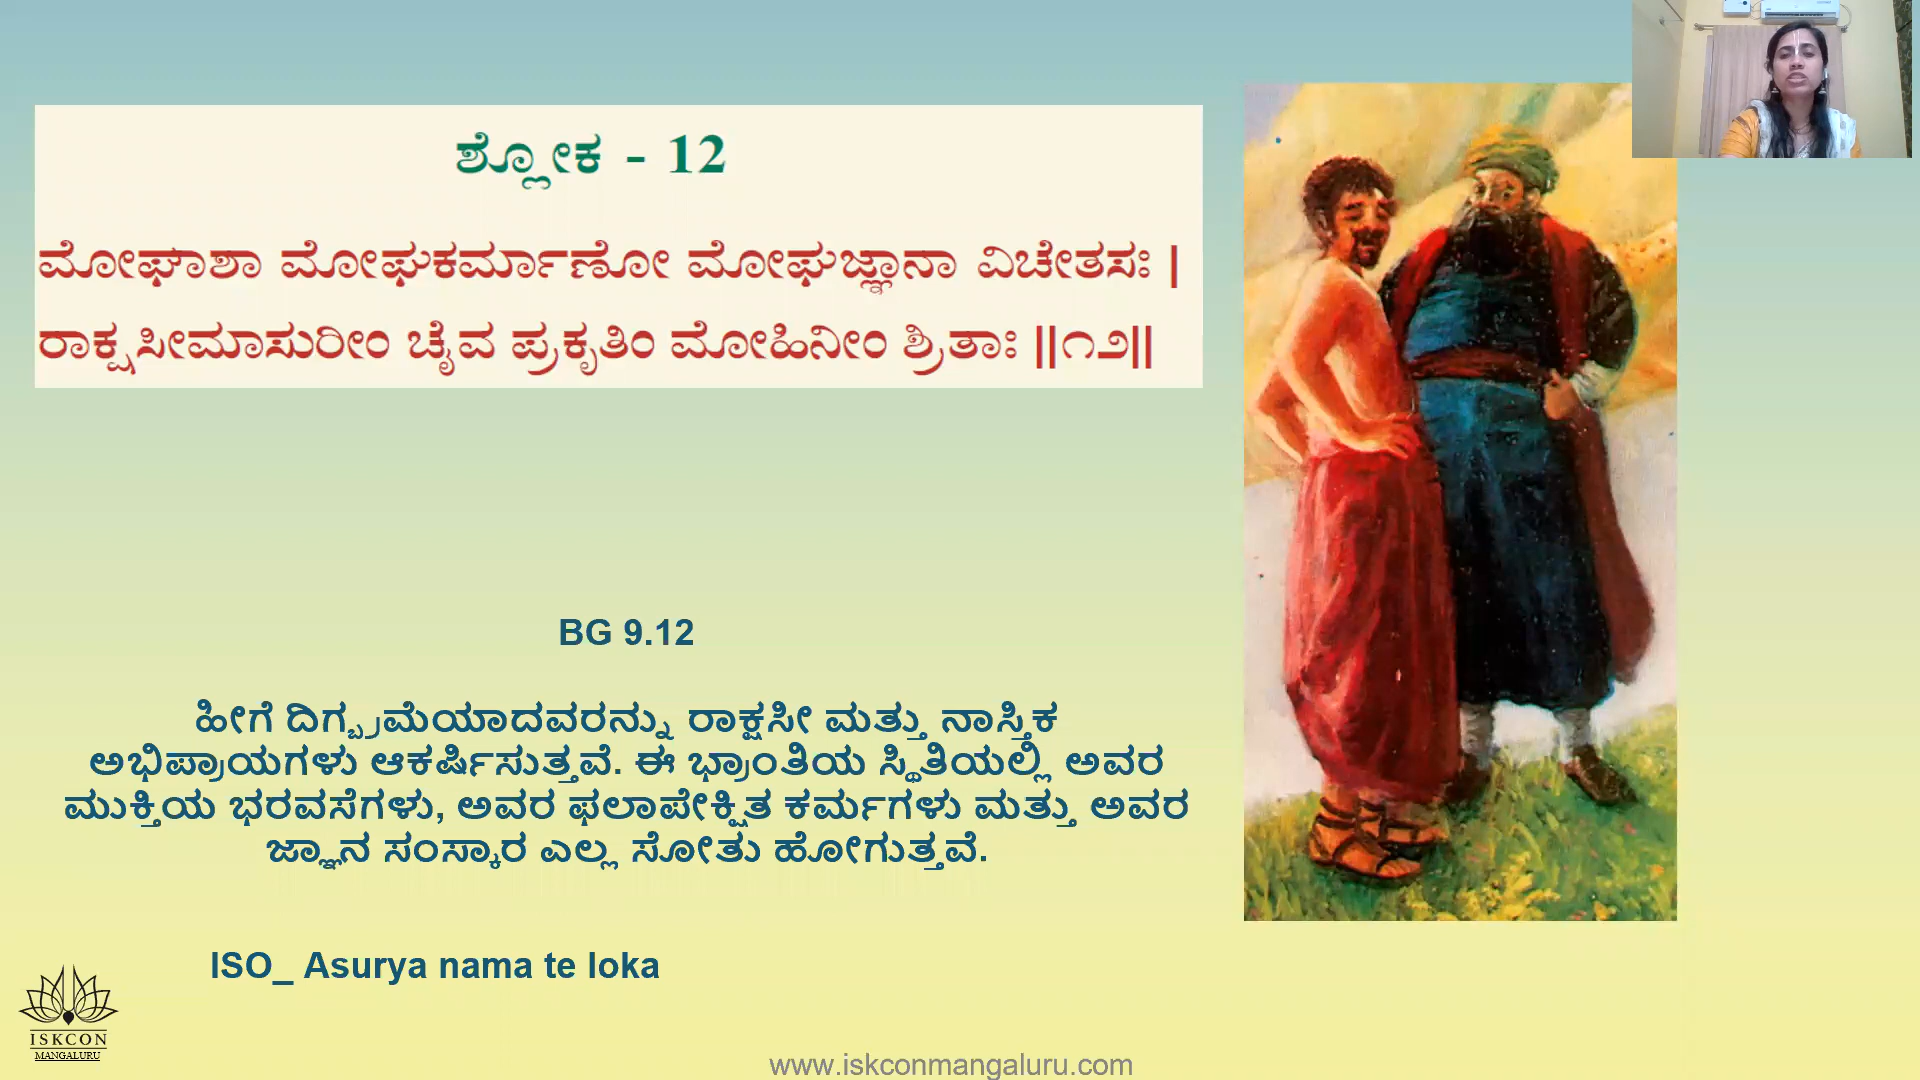 ಶ್ಲೋಕ - 12
ಮೋಘಾಶಾ ಮೋಘಕರ್ಮಾಣೋ ಮೋಘಜ್ಞಾನಾ ವಿಚೇತಸಃ |
ರಾಕ್ಷಸೀಮಾಸುರೀಂ ಚೈವ ಪ್ರಕೃತಿಂ ಮೋಹಿನೀಂ ಶ್ರಿತಾಃ ||೧೨||
BG 9.12
ಹೀಗೆ ದಿಗ್ಭ್ರಮೆಯಾದವರನ್ನು ರಾಕ್ಷಸೀ ಮತ್ತು ನಾಸ್ತಿಕ
ಅಭಿಪ್ರಾಯಗಳು ಆಕರ್ಷಿಸುತ್ತವೆ. ಈ ಭ್ರಾಂತಿಯ ಸ್ಥಿತಿಯಲ್ಲಿ ಅವರ
ಮುಕ್ತಿಯ ಭರವಸೆಗಳು, ಅವರ ಫಲಾಪೇಕ್ಷಿತ ಕರ್ಮಗಳು ಮತ್ತು ಅವರ
ಜ್ಞಾನ ಸಂಸ್ಕಾರ ಎಲ್ಲ ಸೋತು ಹೋಗುತ್ತವೆ.
ISO_ Asurya nama te loka
ISKCON
MANGALURU
www.iskconmangaluru.com